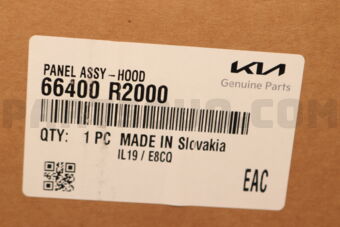 PANEL ASSY-HOOD
KIA
66400 R2000
Genuine Parts
QTY: 1 PC MADE IN Slovakia
IL19 / E8CQ
EAC